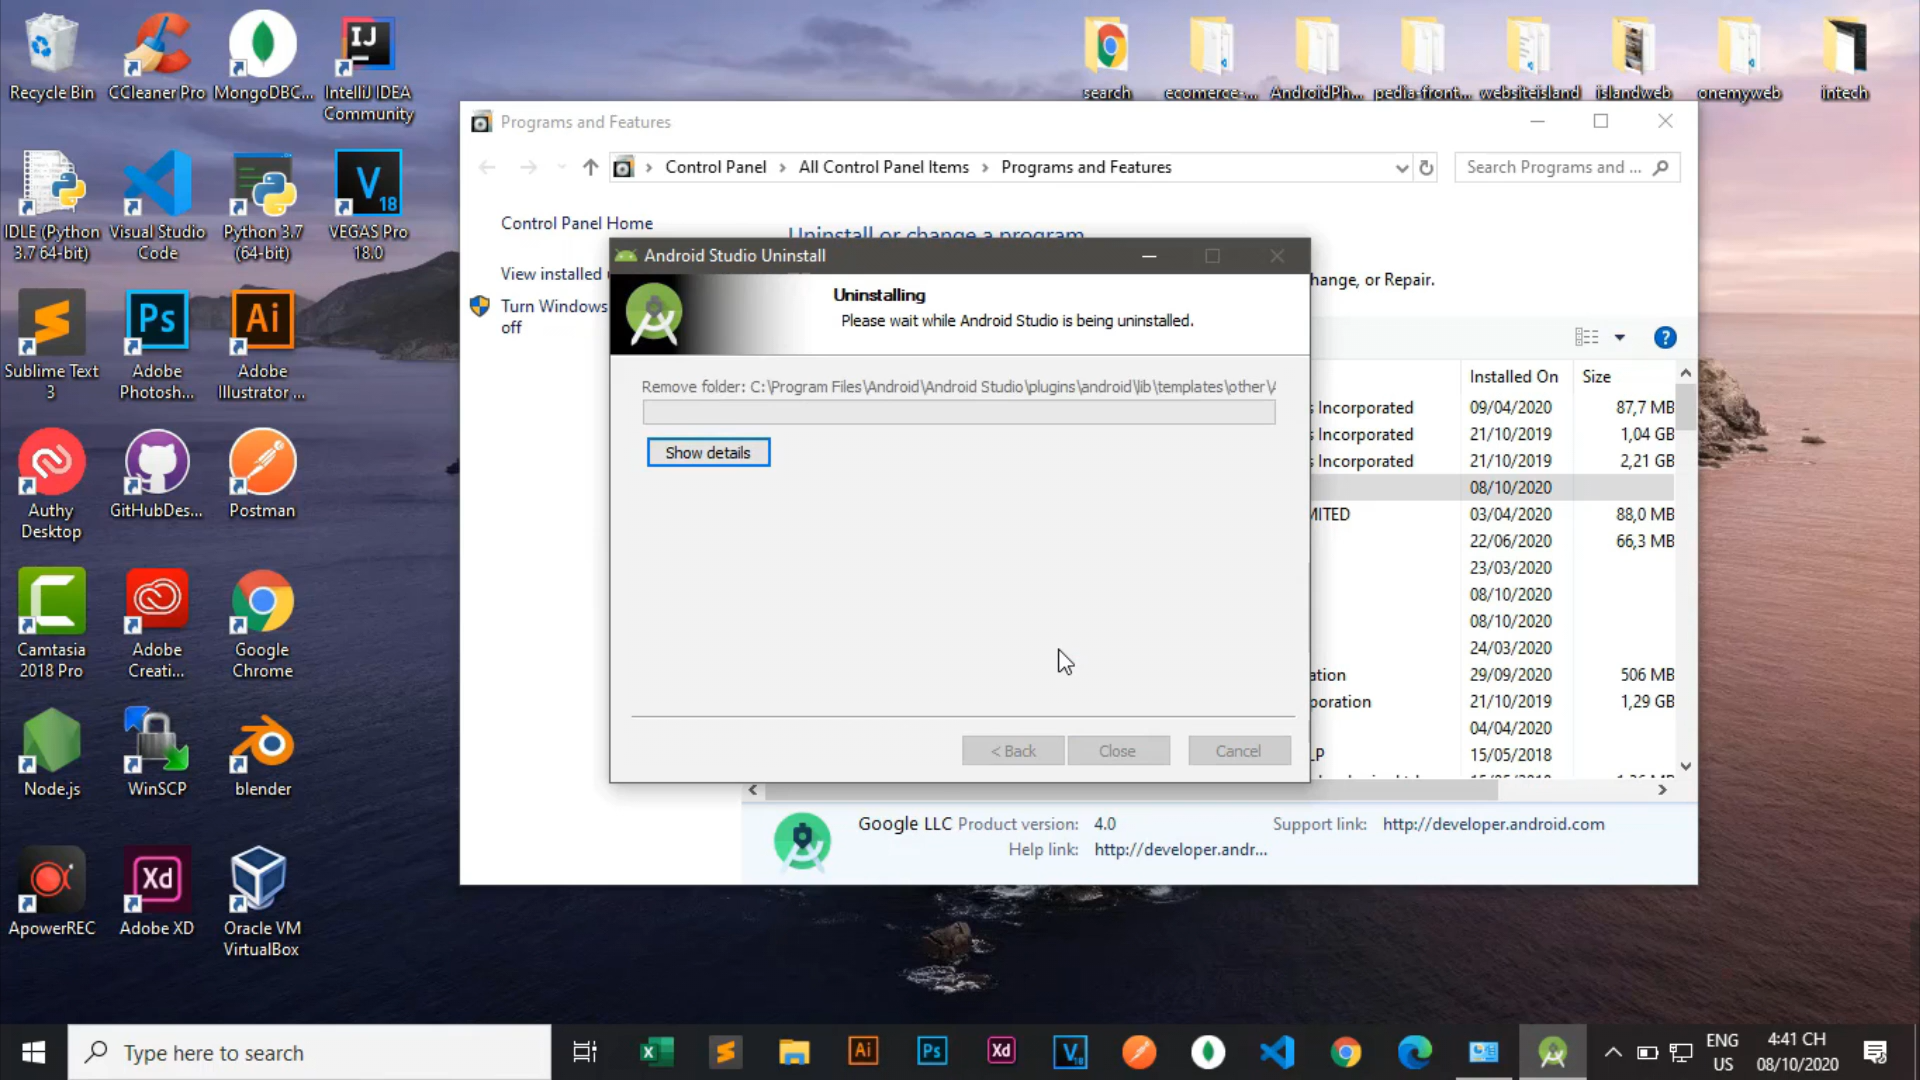 Recycle Bin
CCleaner Pro
MongoDBC...
IntelliJ IDEA
Community
IDLE (Python
3.7 64-bit)
Visual Studio
Code
Python 3.7
(64-bit)
VEGAS Pro
18.0
Sublime Text
3
Adobe
Photosh...
Adobe
Illustrator ...
Authy
Desktop
GitHubDes...
Postman
Camtasia
2018 Pro
Adobe
Creati...
Google
Chrome
Node.js
WinSCP
blender
ApowerREC
Adobe XD
Oracle VM
VirtualBox
search
ecomerce-...
AndroidPh...
pedia-front...
websiteisland
islandweb
onemyweb
intech
Programs and Features
Control Panel > All Control Panel Items > Programs and Features
Search Programs and ...
Control Panel Home
View installed
Turn Windows
off
Uninstall or change a program
hange, or Repair.
Android Studio Uninstall
Uninstalling
Please wait while Android Studio is being uninstalled.
Remove folder: C:\Program Files\Android\Android Studio\plugins\android\lib\templates\other\
Show details
< Back
Close
Cancel
Installed On Size
s Incorporated 09/04/2020 87,7 MB
s Incorporated 21/10/2019 1,04 GB
s Incorporated 21/10/2019 2,21 GB
08/10/2020
MITED 03/04/2020 88,0 MB
22/06/2020 66,3 MB
23/03/2020
08/10/2020
08/10/2020
24/03/2020
ation 29/09/2020 506 MB
poration 21/10/2019 1,29 GB
04/04/2020
LP 15/05/2018
Google LLC Product version: 4.0 Support link: http://developer.android.com
Help link: http://developer.andr...
Type here to search
ENG
US
4:41 CH
08/10/2020